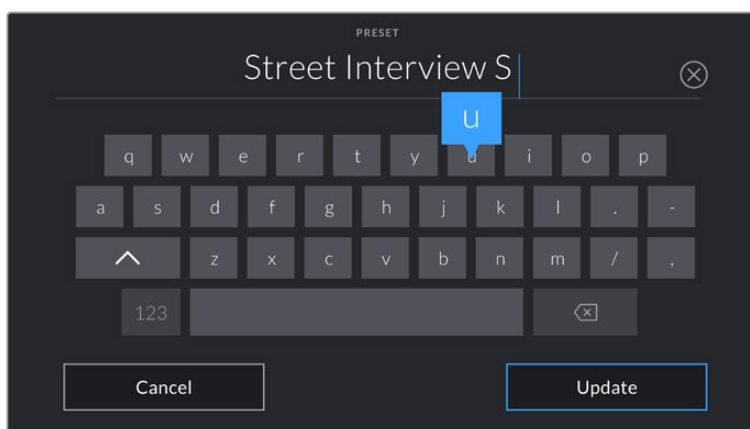 PRESET
Street Interview S
u
q w e r t y u i o p
a s d f g h j k l . -
z x c v b n m / ,
123
Cancel Update